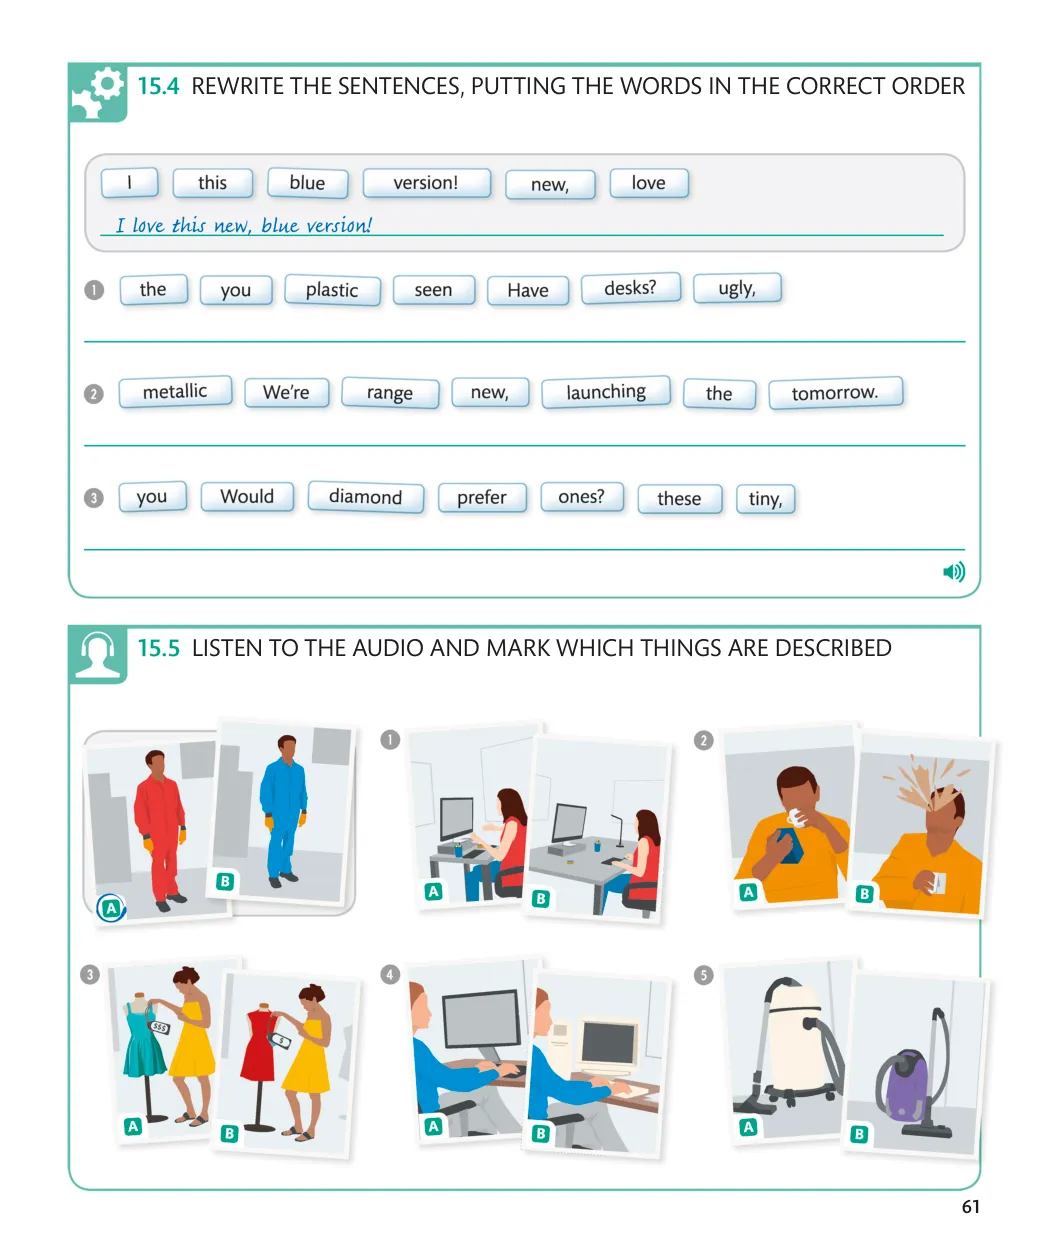 15.4 REWRITE THE SENTENCES, PUTTING THE WORDS IN THE CORRECT ORDER
I this blue version! new, love
I love this new, blue version!
1 the you plastic seen Have desks? ugly,
2 metallic We're range new, launching the tomorrow.
3 you Would diamond prefer ones? these tiny,
15.5 LISTEN TO THE AUDIO AND MARK WHICH THINGS ARE DESCRIBED
A B
1 A B
2 A B
3 $$$ $ A B
4 A B
5 A B
61